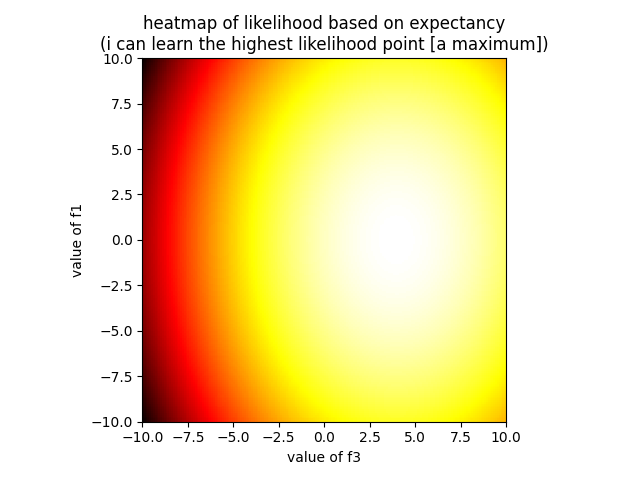 heatmap of likelihood based on expectancy
(i can learn the highest likelihood point [a maximum])
10.0
7.5
5.0
2.5
0.0
−2.5
−5.0
−7.5
−10.0
value of f1
−10.0 −7.5 −5.0 −2.5 0.0 2.5 5.0 7.5 10.0
value of f3